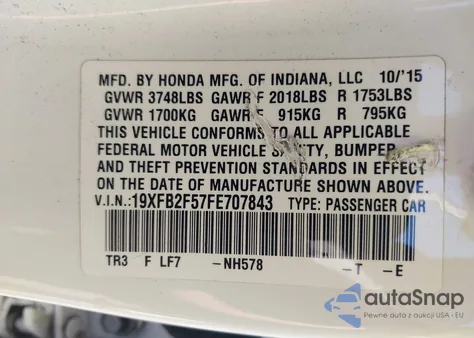 MFD. BY HONDA MFG. OF INDIANA, LLC 10/'15
GVWR 3748LBS GAWR F 2018LBS R 1753LBS
GVWR 1700KG GAWR F 915KG R 795KG
THIS VEHICLE CONFORMS TO ALL APPLICABLE
FEDERAL MOTOR VEHICLE SAFETY, BUMPER
AND THEFT PREVENTION STANDARDS IN EFFECT
ON THE DATE OF MANUFACTURE SHOWN ABOVE.
V.I.N.: 19XFB2F57FE707843 TYPE: PASSENGER CAR
TR3 F LF7 -NH578 -T -E
autoSnap
Pewne auta z aukcji USA i EU